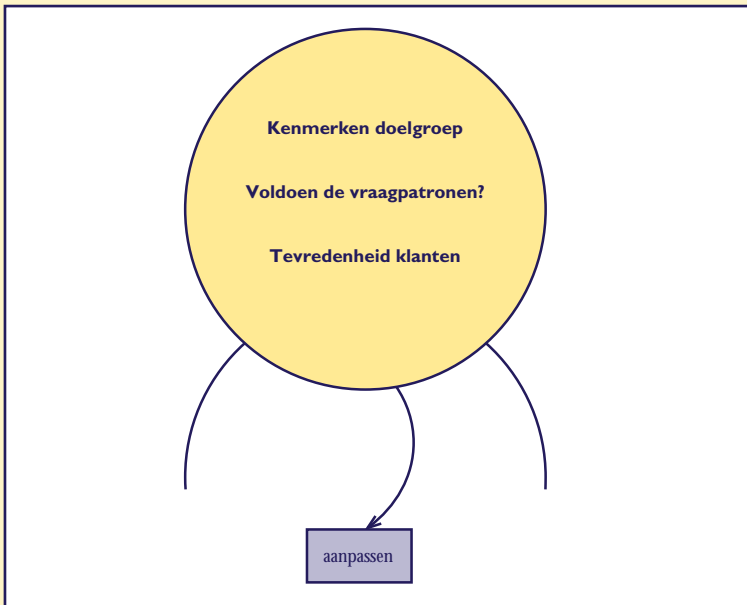 Kenmerken doelgroep
Voldoen de vraagpatronen?
Tevredenheid klanten
aanpassen